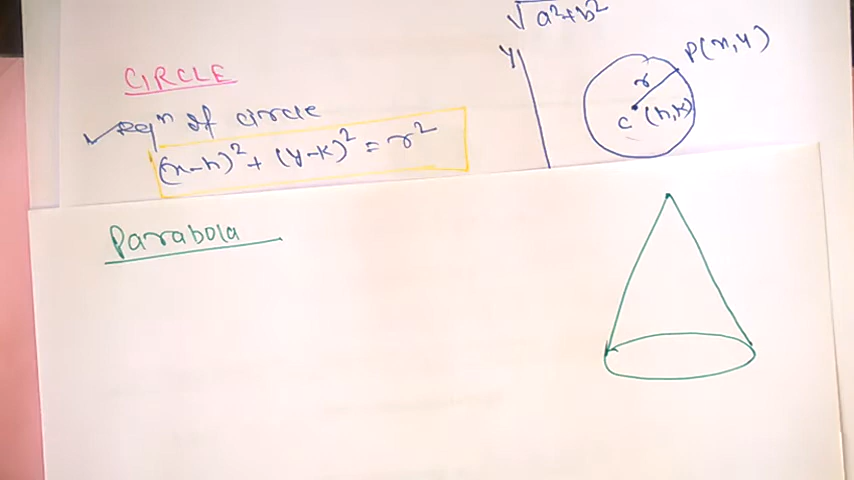 √a²+b²
CIRCLE
Y
P(x,y)
r
✓ eqⁿ of circle
C (h,k)
(x-h)² + (y-k)² = r²
Parabola